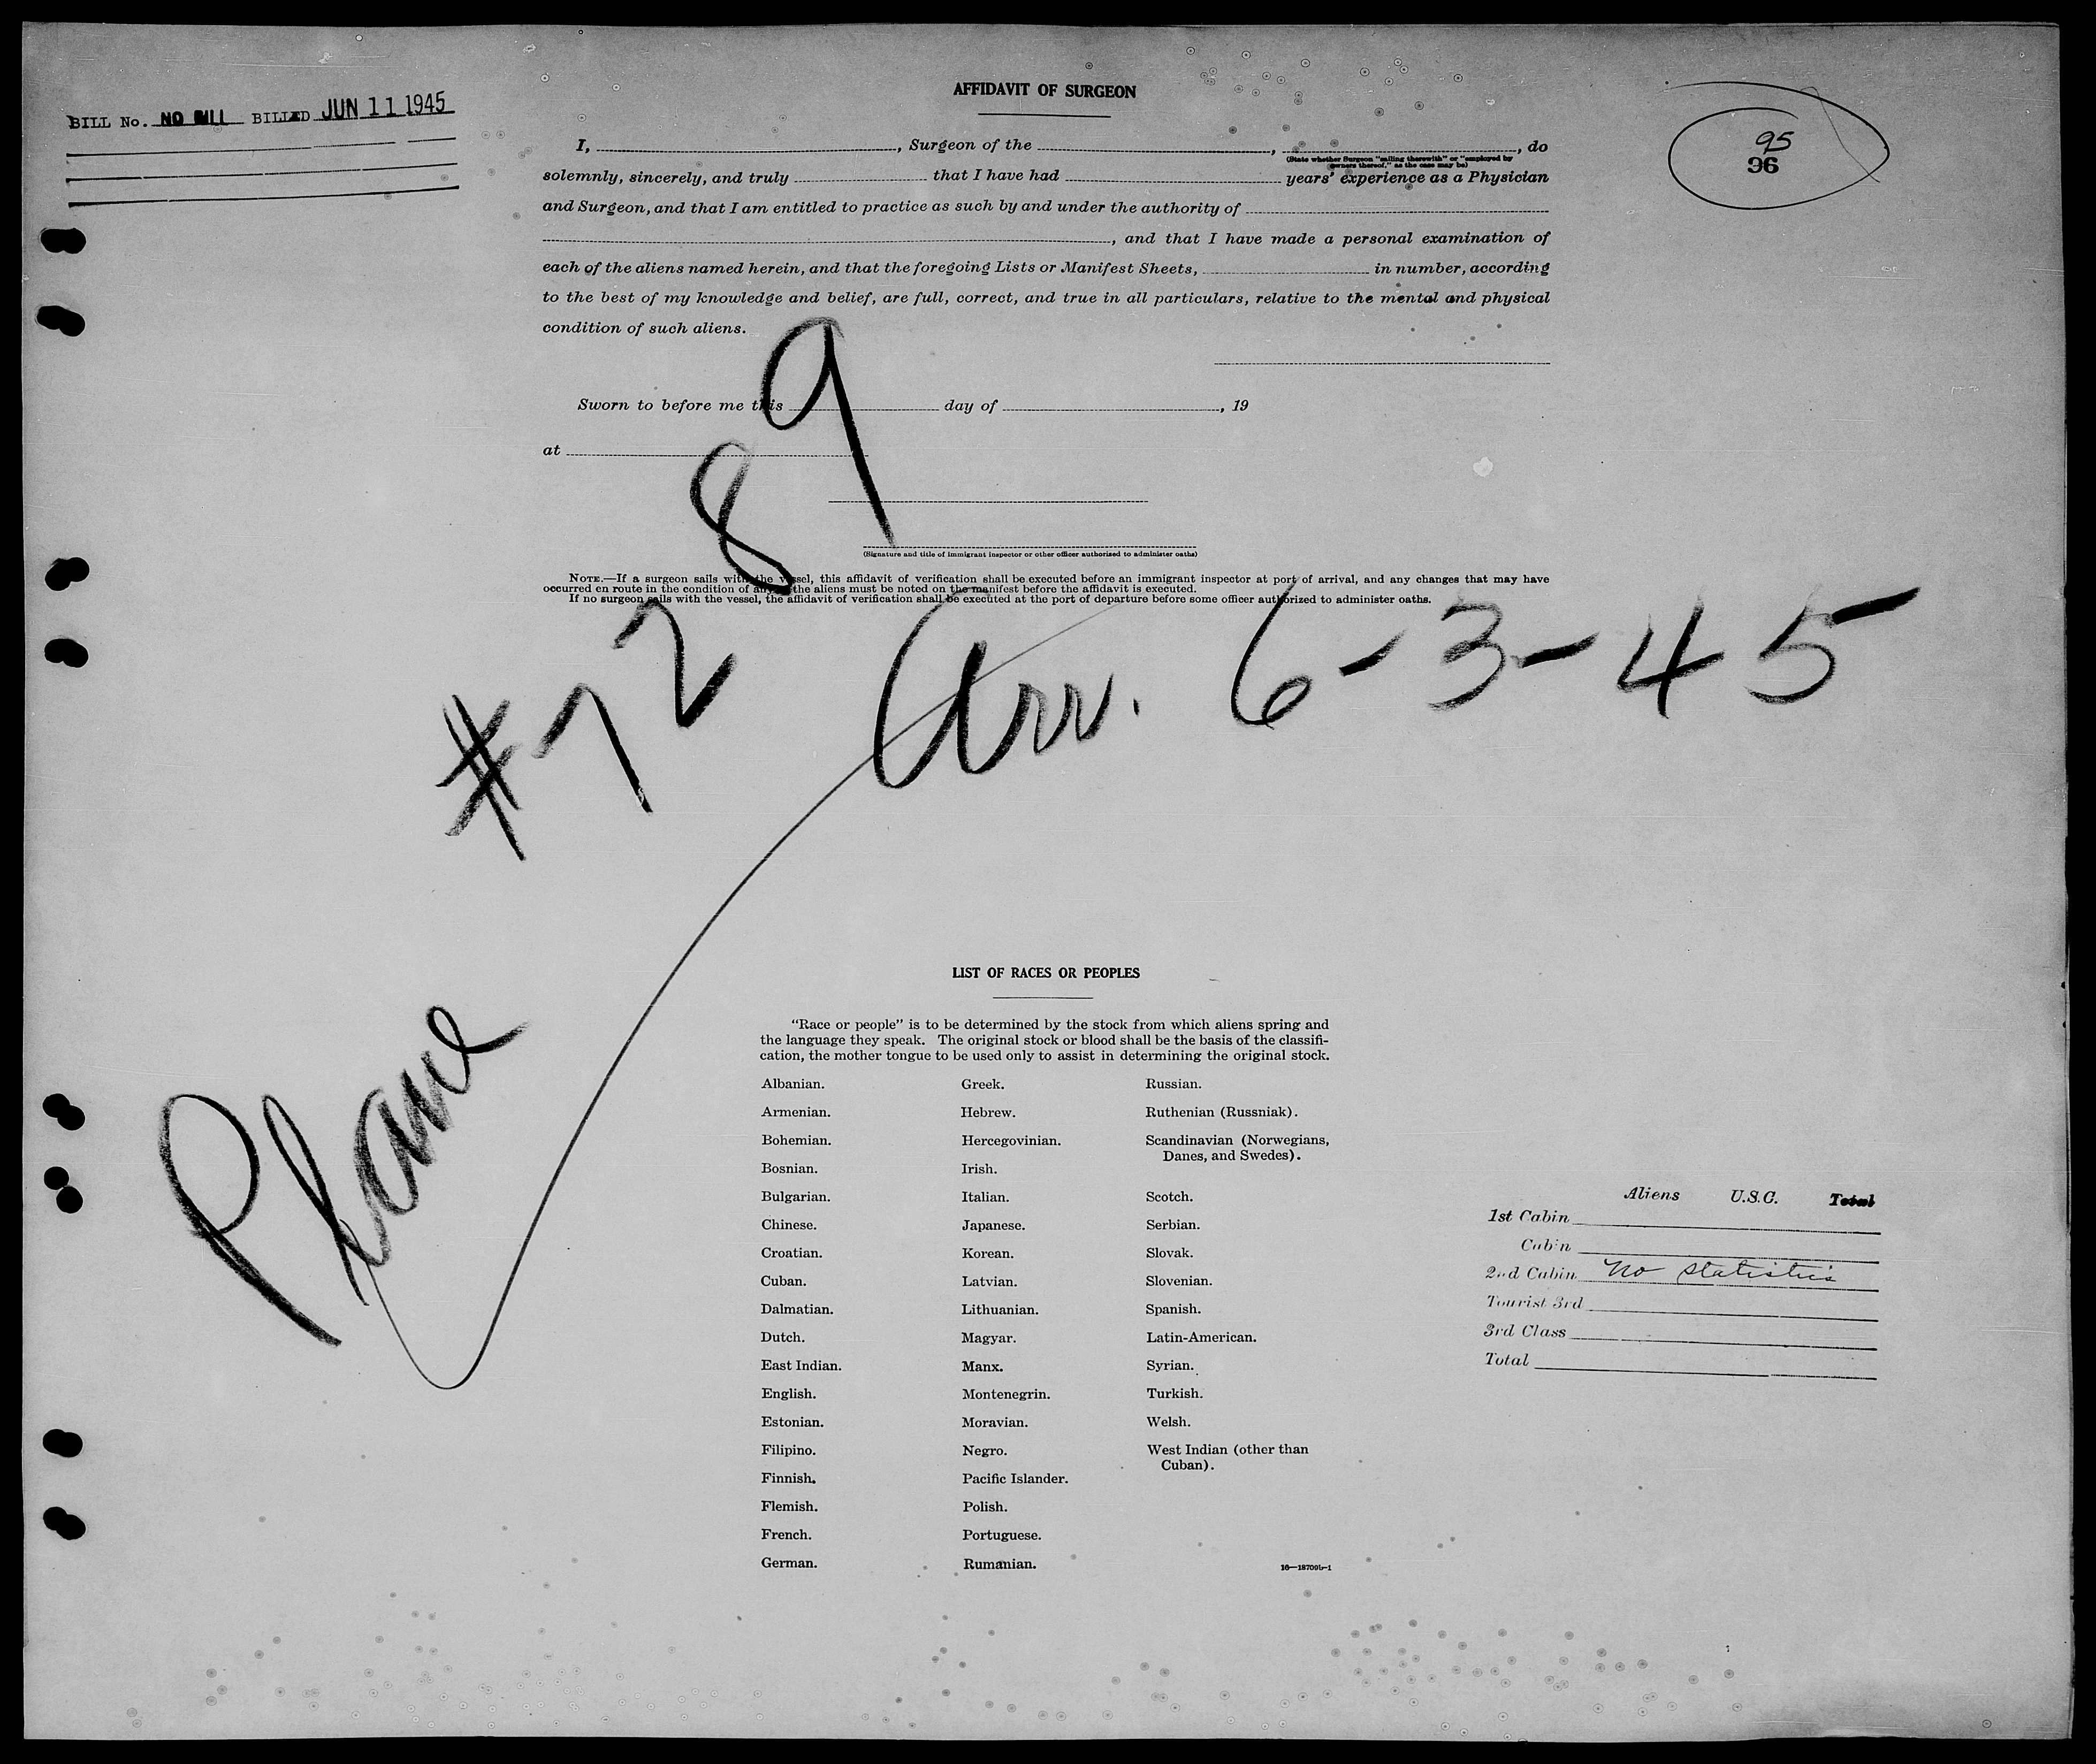 BILL No. NO BILL BILLED JUN 11 1945
AFFIDAVIT OF SURGEON
95
96
I, , Surgeon of the , , do
(State whether Surgeon "sailing therewith" or "employed by
owners thereof," as the case may be)
solemnly, sincerely, and truly that I have had years' experience as a Physician
and Surgeon, and that I am entitled to practice as such by and under the authority of
, and that I have made a personal examination of
each of the aliens named herein, and that the foregoing Lists or Manifest Sheets, in number, according
to the best of my knowledge and belief, are full, correct, and true in all particulars, relative to the mental and physical
condition of such aliens.
Sworn to before me this day of , 19
at
(Signature and title of immigrant inspector or other officer authorized to administer oaths)
NOTE.—If a surgeon sails with the vessel, this affidavit of verification shall be executed before an immigrant inspector at port of arrival, and any changes that may have
occurred en route in the condition of any of the aliens must be noted on the manifest before the affidavit is executed.
If no surgeon sails with the vessel, the affidavit of verification shall be executed at the port of departure before some officer authorized to administer oaths.
Plane #7289
Arr. 6-3-45
LIST OF RACES OR PEOPLES
"Race or people" is to be determined by the stock from which aliens spring and
the language they speak. The original stock or blood shall be the basis of the classifi-
cation, the mother tongue to be used only to assist in determining the original stock.
Albanian.
Armenian.
Bohemian.
Bosnian.
Bulgarian.
Chinese.
Croatian.
Cuban.
Dalmatian.
Dutch.
East Indian.
English.
Estonian.
Filipino.
Finnish.
Flemish.
French.
German.
Greek.
Hebrew.
Hercegovinian.
Irish.
Italian.
Japanese.
Korean.
Latvian.
Lithuanian.
Magyar.
Manx.
Montenegrin.
Moravian.
Negro.
Pacific Islander.
Polish.
Portuguese.
Rumanian.
Russian.
Ruthenian (Russniak).
Scandinavian (Norwegians,
Danes, and Swedes).
Scotch.
Serbian.
Slovak.
Slovenian.
Spanish.
Latin-American.
Syrian.
Turkish.
Welsh.
West Indian (other than
Cuban).
16—18709b-1
Aliens U.S.C. Total
1st Cabin
Cabin
2nd Cabin No statistics
Tourist 3rd
3rd Class
Total